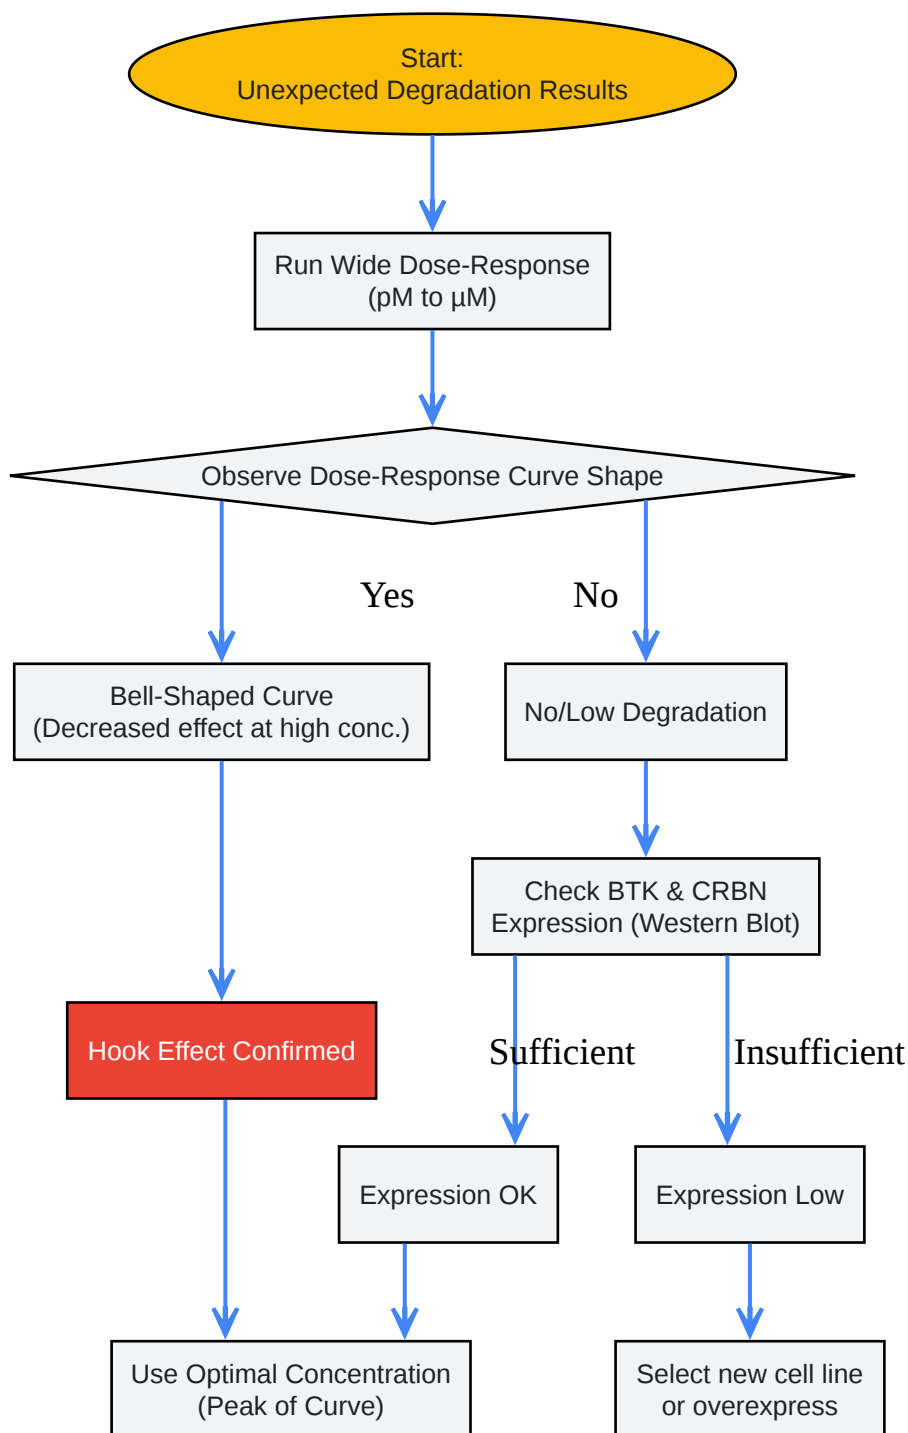 Start:
Unexpected Degradation Results
Run Wide Dose-Response
(pM to µM)
Observe Dose-Response Curve Shape
Yes
No
Bell-Shaped Curve
(Decreased effect at high conc.)
No/Low Degradation
Check BTK & CRBN
Expression (Western Blot)
Hook Effect Confirmed
Sufficient
Insufficient
Expression OK
Expression Low
Use Optimal Concentration
(Peak of Curve)
Select new cell line
or overexpress